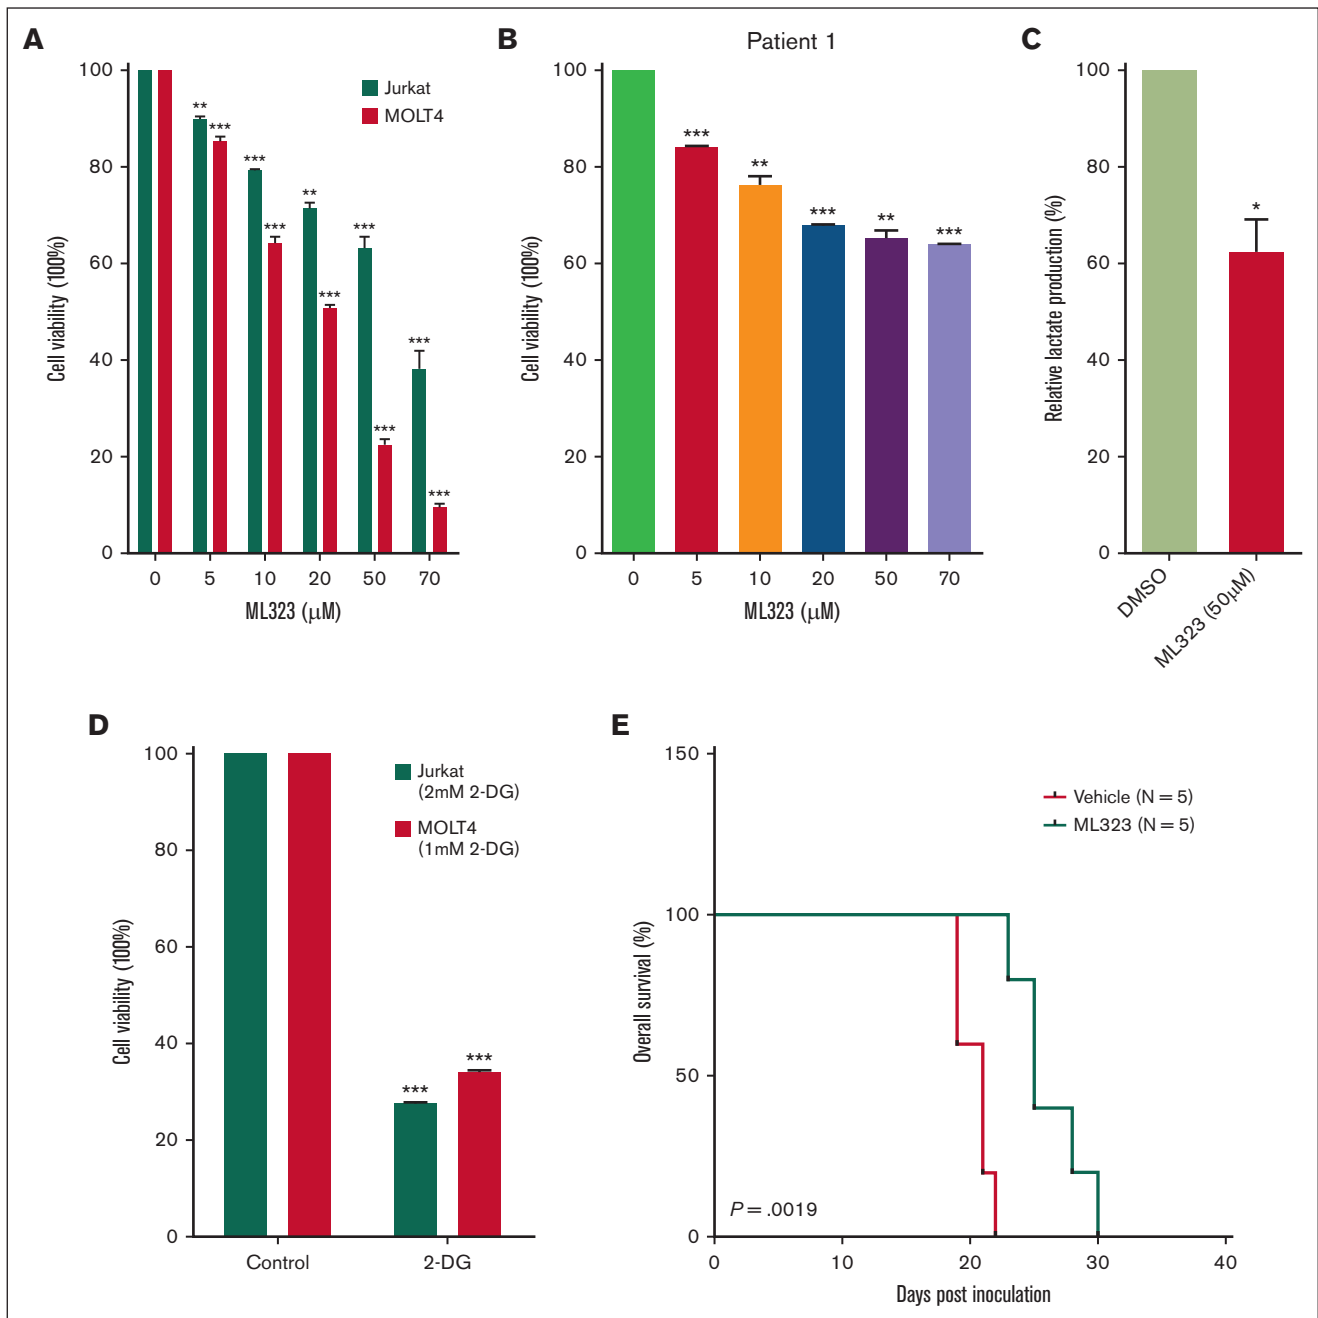 A
100
80
60
40
20
0
Cell viability (100%)
Jurkat
MOLT4
**
***
***
***
**
***
***
***
***
***
0 5 10 20 50 70
ML323 (μM)
B
Patient 1
100
80
60
40
20
0
Cell viability (100%)
***
**
***
**
***
0 5 10 20 50 70
ML323 (μM)
C
100
80
60
40
20
0
Relative lactate production (%)
*
DMSO
ML323 (50μM)
D
100
80
60
40
20
0
Cell viability (100%)
Jurkat
(2mM 2-DG)
MOLT4
(1mM 2-DG)
***
***
Control 2-DG
E
150
100
50
0
Overall survival (%)
Vehicle (N = 5)
ML323 (N = 5)
P = .0019
0 10 20 30 40
Days post inoculation